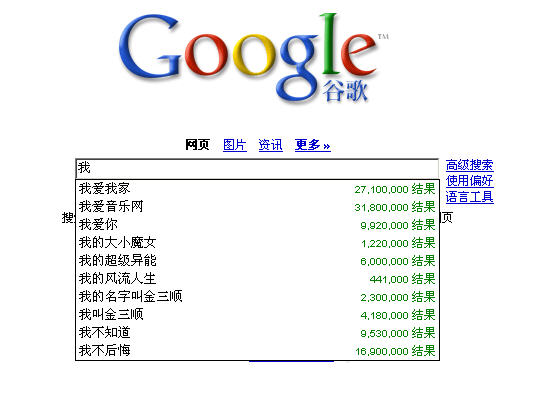 Google™
谷歌
网页 图片 资讯 更多 »
我
高级搜索
使用偏好
语言工具
我爱我家 27,100,000 结果
我爱音乐网 31,800,000 结果
我爱你 9,920,000 结果
我的大小魔女 1,220,000 结果
我的超级异能 6,000,000 结果
我的风流人生 441,000 结果
我的名字叫金三顺 2,300,000 结果
我叫金三顺 4,180,000 结果
我不知道 9,530,000 结果
我不后悔 16,900,000 结果